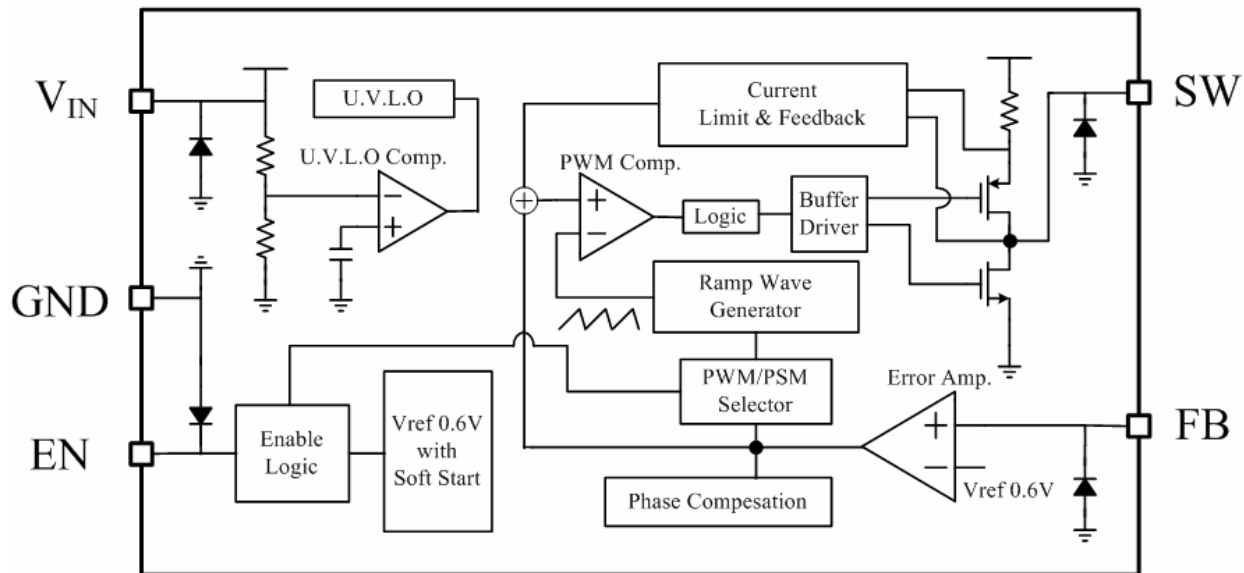 V_IN
GND
EN
U.V.L.O
U.V.L.O Comp.
−
+
Current
Limit & Feedback
SW
PWM Comp.
+
+
−
Logic
Buffer
Driver
Ramp Wave
Generator
PWM/PSM
Selector
Error Amp.
+
−
Vref 0.6V
FB
Enable
Logic
Vref 0.6V
with
Soft Start
Phase Compesation